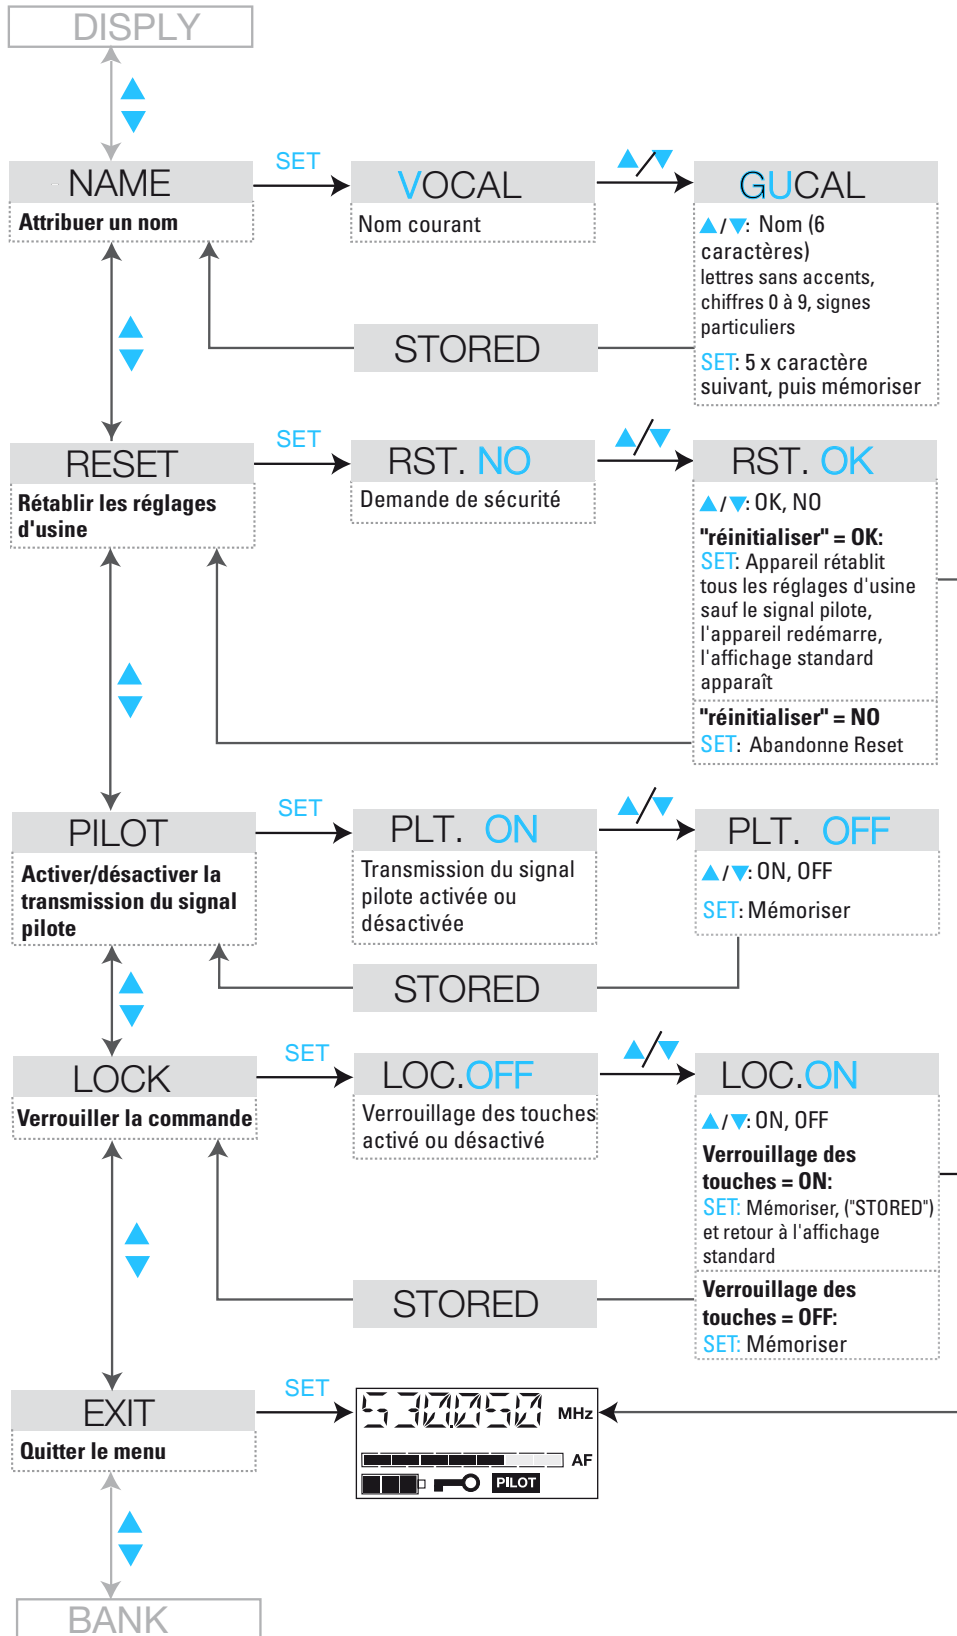 DISPLY
NAME
Attribuer un nom
SET
VOCAL
Nom courant
GUCAL
▲/▼: Nom (6
caractères)
lettres sans accents,
chiffres 0 à 9, signes
particuliers
SET: 5 x caractère
suivant, puis mémoriser
STORED
RESET
Rétablir les réglages
d'usine
SET
RST. NO
Demande de sécurité
RST. OK
▲/▼: OK, NO
"réinitialiser" = OK:
SET: Appareil rétablit
tous les réglages d'usine
sauf le signal pilote,
l'appareil redémarre,
l'affichage standard
apparaît
"réinitialiser" = NO
SET: Abandonne Reset
PILOT
Activer/désactiver la
transmission du signal
pilote
SET
PLT. ON
Transmission du signal
pilote activée ou
désactivée
PLT. OFF
▲/▼: ON, OFF
SET: Mémoriser
STORED
LOCK
Verrouiller la commande
SET
LOC.OFF
Verrouillage des touches
activé ou désactivé
LOC.ON
▲/▼: ON, OFF
Verrouillage des
touches = ON:
SET: Mémoriser, ("STORED")
et retour à l'affichage
standard
Verrouillage des
touches = OFF:
SET: Mémoriser
STORED
EXIT
Quitter le menu
SET
530.050 MHz
AF
PILOT
BANK